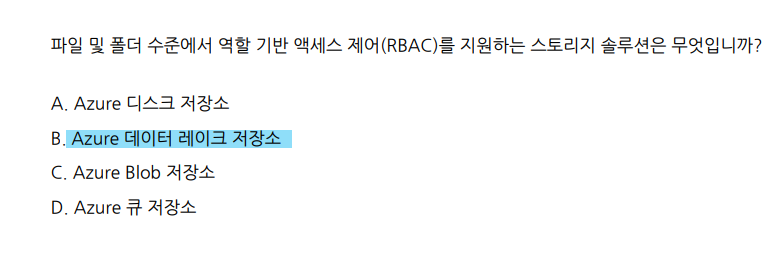 파일 및 폴더 수준에서 역할 기반 액세스 제어(RBAC)를 지원하는 스토리지 솔루션은 무엇입니까?
A. Azure 디스크 저장소
B. Azure 데이터 레이크 저장소
C. Azure Blob 저장소
D. Azure 큐 저장소